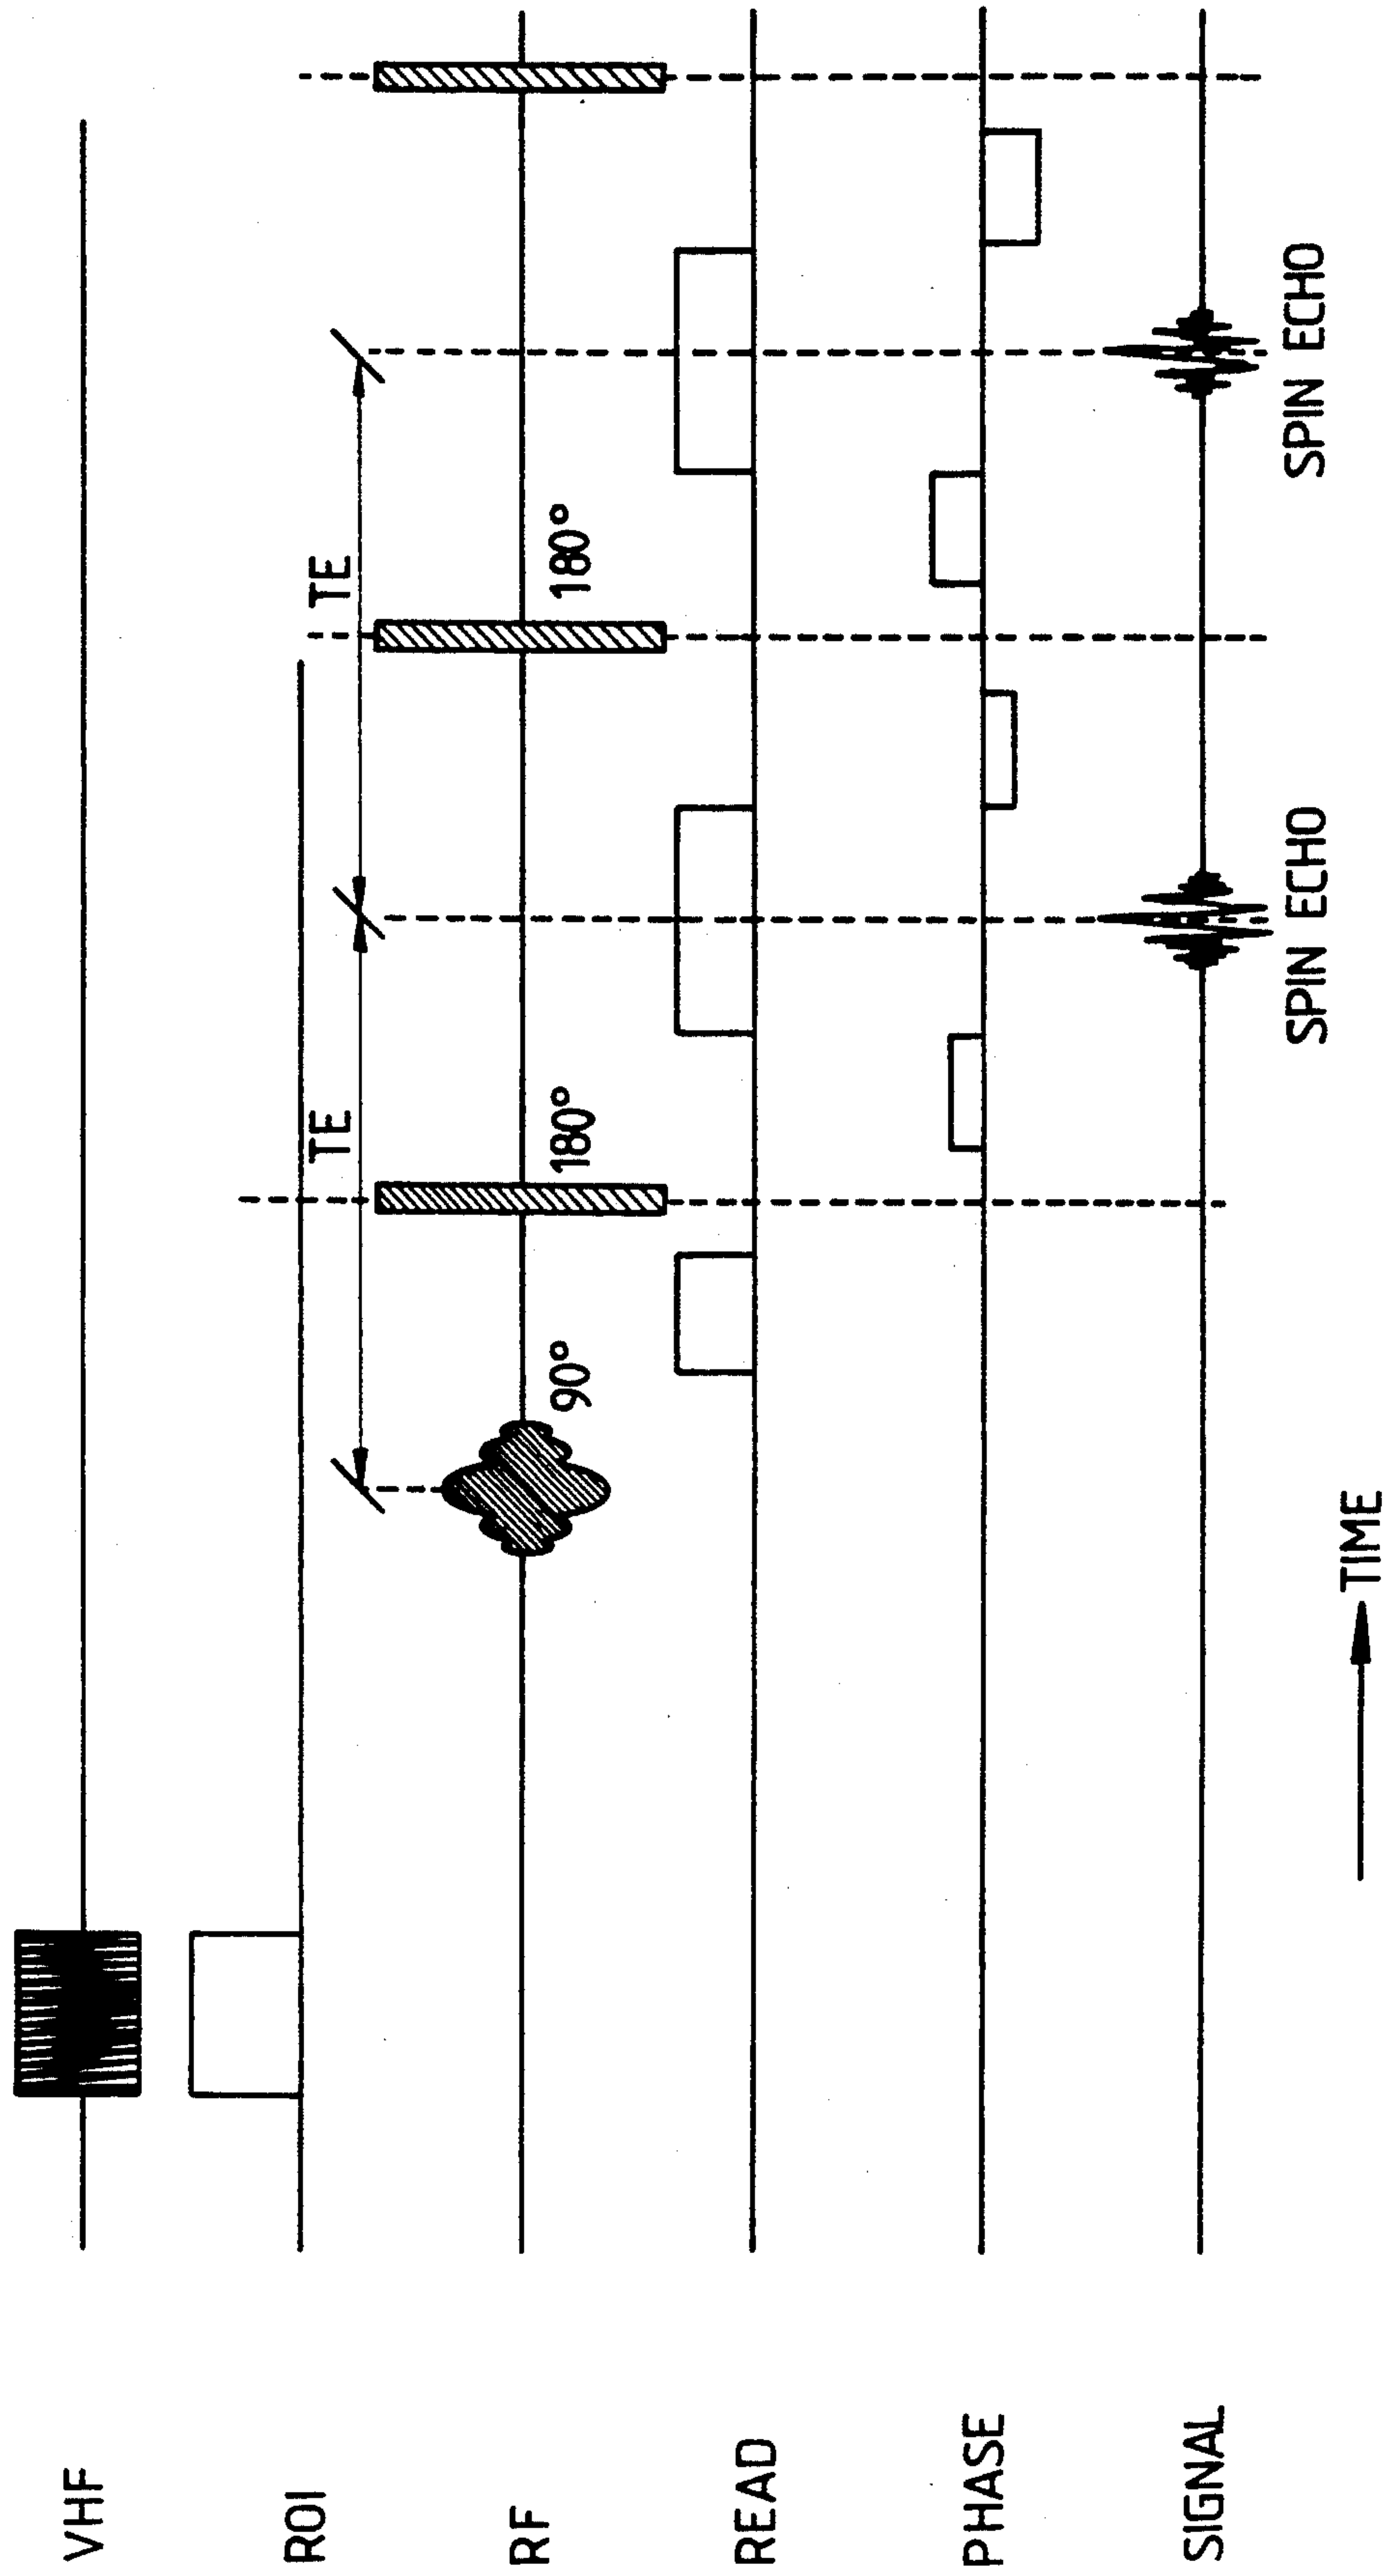 VHF
ROI
TE
TE
RF
90°
180°
180°
READ
PHASE
SIGNAL
SPIN ECHO
SPIN ECHO
TIME